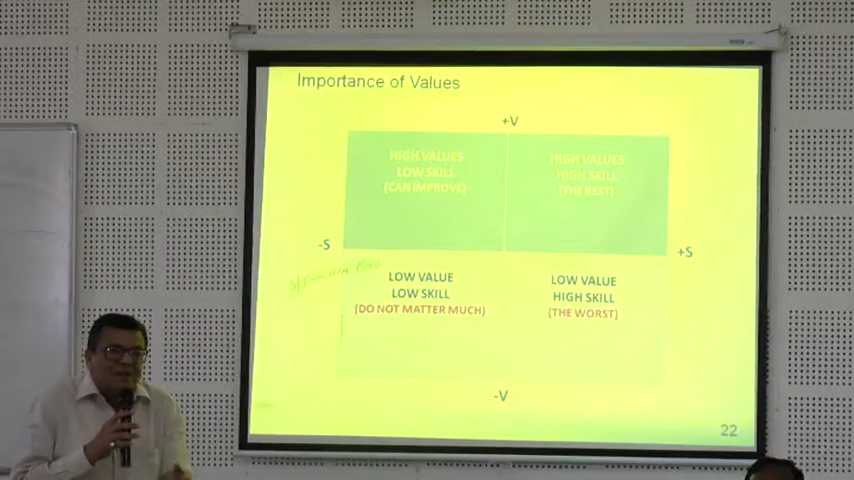 Importance of Values
+V
HIGH VALUES
LOW SKILL
(CAN IMPROVE)
HIGH VALUES
HIGH SKILL
(THE BEST)
-S
+S
LOW VALUE
LOW SKILL
(DO NOT MATTER MUCH)
LOW VALUE
HIGH SKILL
(THE WORST)
-V
22